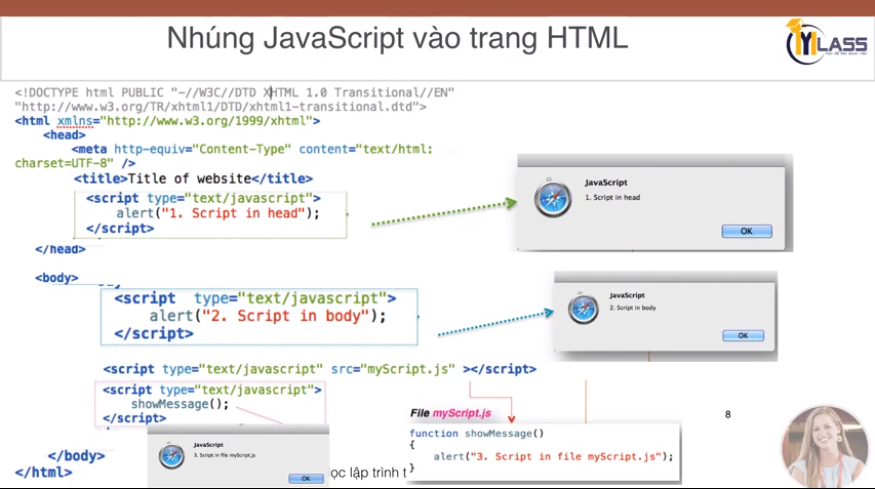 Nhúng JavaScript vào trang HTML
YLASS
<!DOCTYPE html PUBLIC "-//W3C//DTD XHTML 1.0 Transitional//EN"
"http://www.w3.org/TR/xhtml1/DTD/xhtml1-transitional.dtd">
<html xmlns="http://www.w3.org/1999/xhtml">
<head>
<meta http-equiv="Content-Type" content="text/html;
charset=UTF-8" />
<title>Title of website</title>
<script type="text/javascript">
alert("1. Script in head");
</script>
</head>
JavaScript
1. Script in head
OK
<body>
<script type="text/javascript">
alert("2. Script in body");
</script>
JavaScript
2. Script in body
OK
<script type="text/javascript" src="myScript.js" ></script>
<script type="text/javascript">
showMessage();
</script>
JavaScript
3. Script in file myScript.js
OK
File myScript.js
function showMessage()
{
alert("3. Script in file myScript.js");
}
</body>
</html>
ọc lập trình t
8